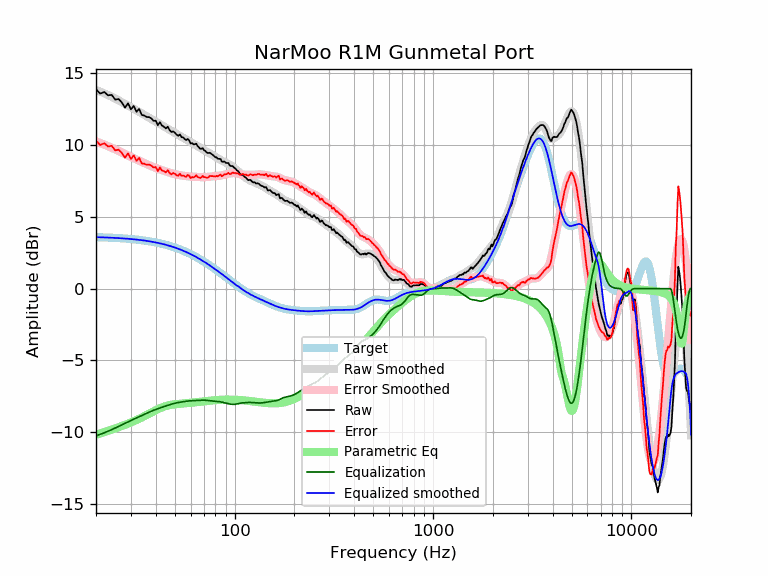 NarMoo R1M Gunmetal Port
15
10
5
0
−5
−10
−15
Amplitude (dBr)
Target
Raw Smoothed
Error Smoothed
Raw
Error
Parametric Eq
Equalization
Equalized smoothed
100
1000
10000
Frequency (Hz)